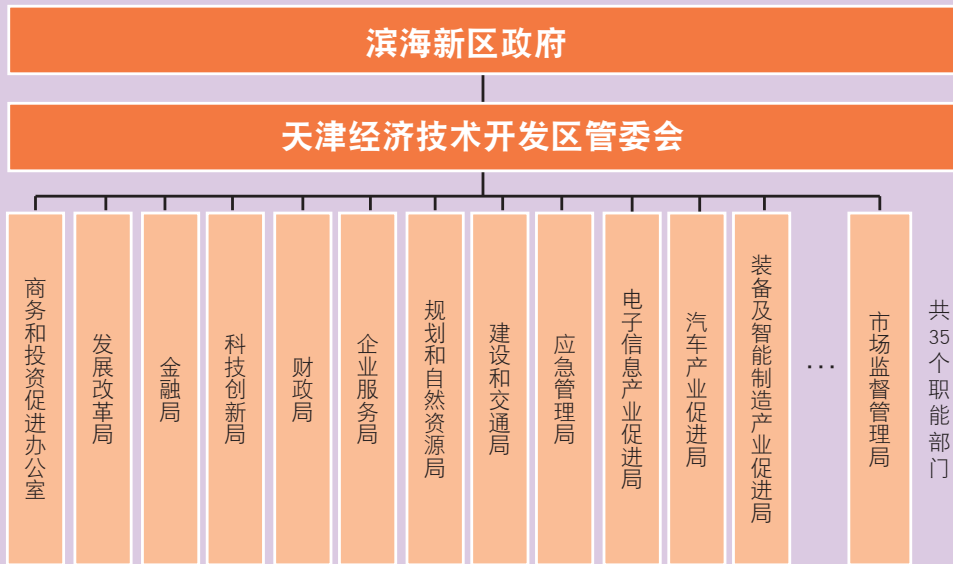 滨海新区政府
天津经济技术开发区管委会
商务和投资促进办公室
发展改革局
金融局
科技创新局
财政局
企业服务局
规划和自然资源局
建设和交通局
应急管理局
电子信息产业促进局
汽车产业促进局
装备及智能制造产业促进局
…
市场监督管理局
共35个职能部门